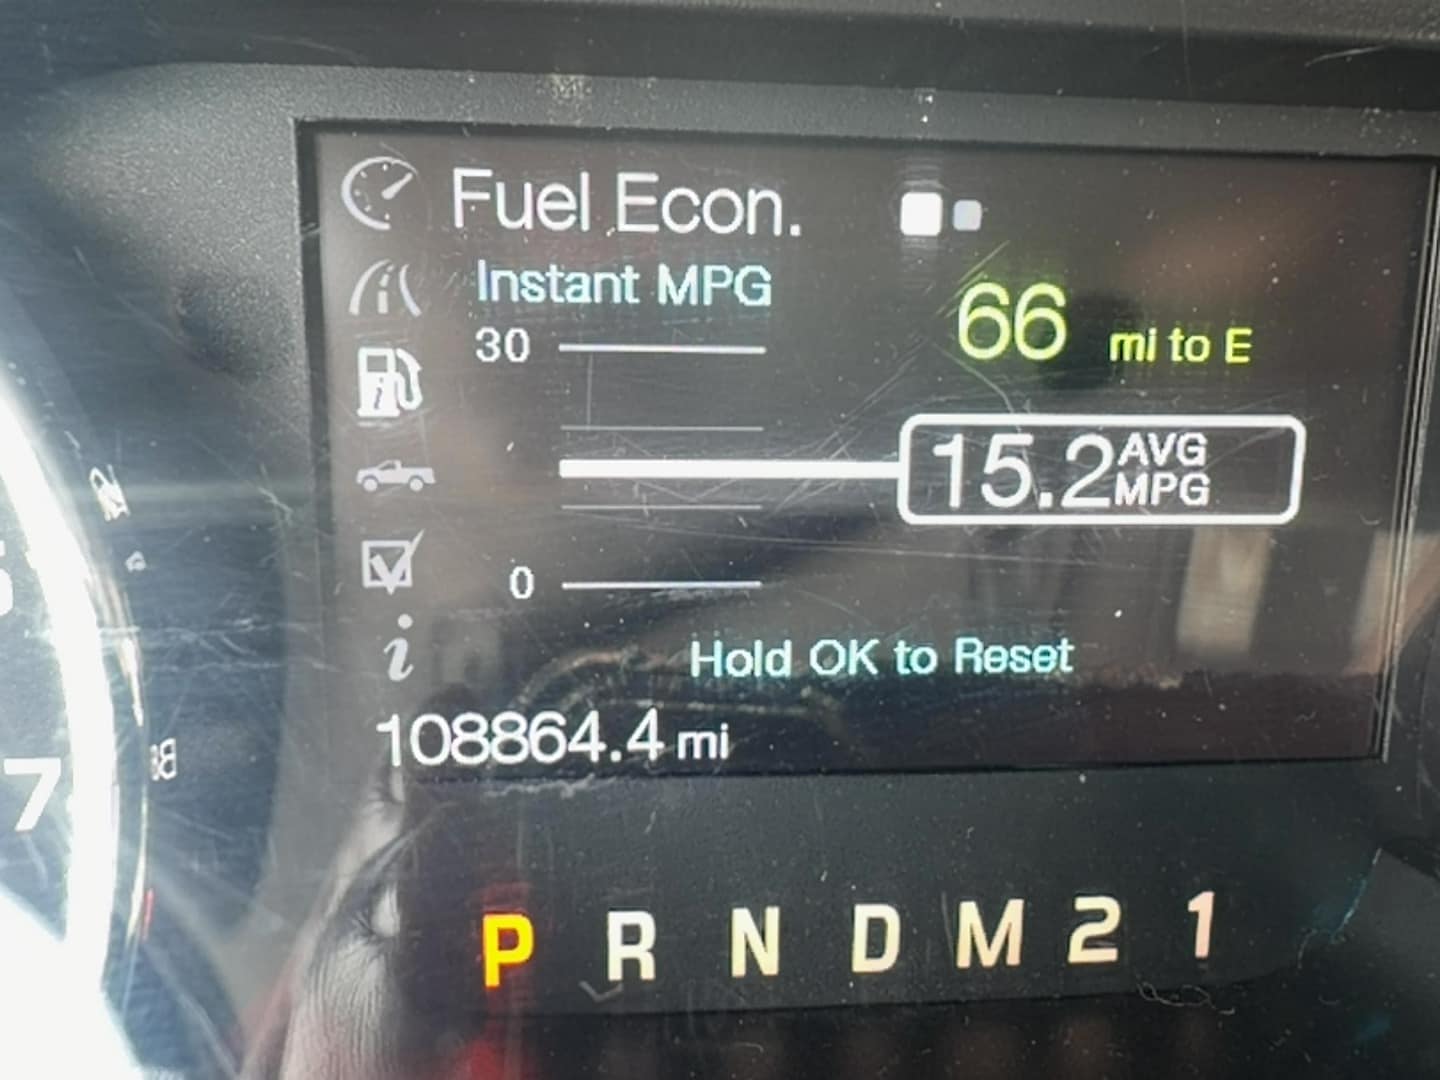 Fuel Econ.
Instant MPG
30
66 mi to E
15.2 AVG MPG
0
i
Hold OK to Reset
108864.4 mi
7
P R N D M 2 1